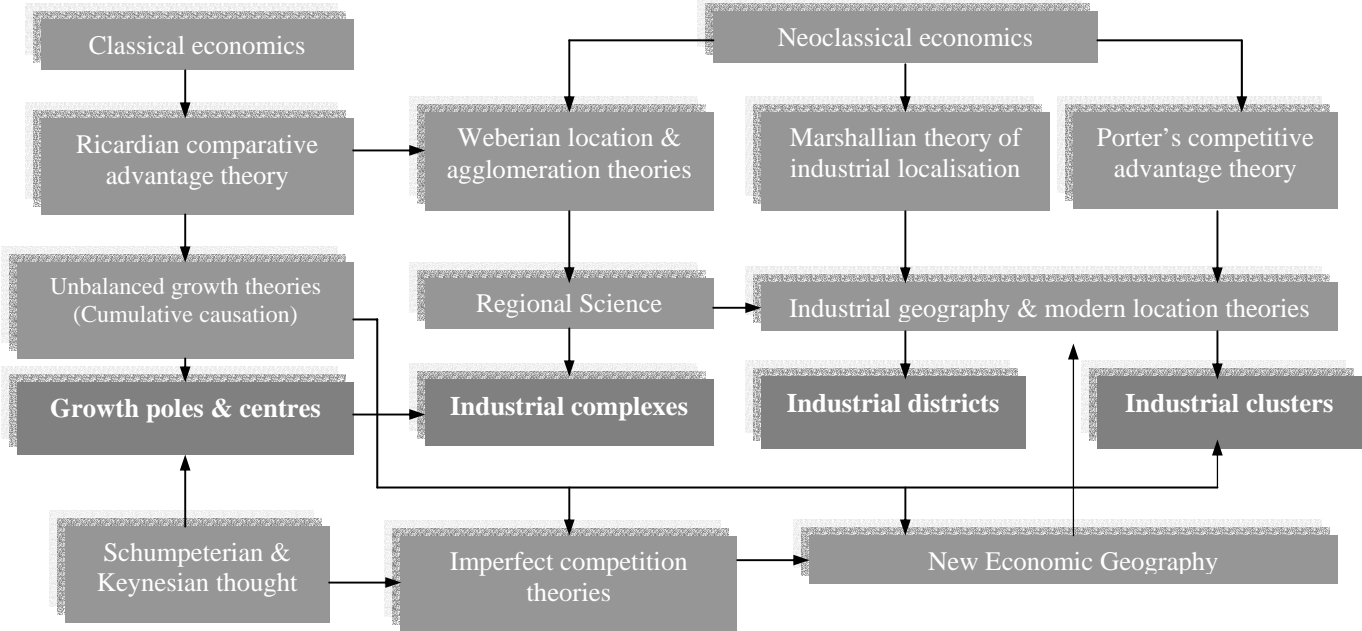 Classical economics
Neoclassical economics
Ricardian comparative
advantage theory
Weberian location &
agglomeration theories
Marshallian theory of
industrial localisation
Porter’s competitive
advantage theory
Unbalanced growth theories
(Cumulative causation)
Regional Science
Industrial geography & modern location theories
Growth poles & centres
Industrial complexes
Industrial districts
Industrial clusters
Schumpeterian &
Keynesian thought
Imperfect competition
theories
New Economic Geography